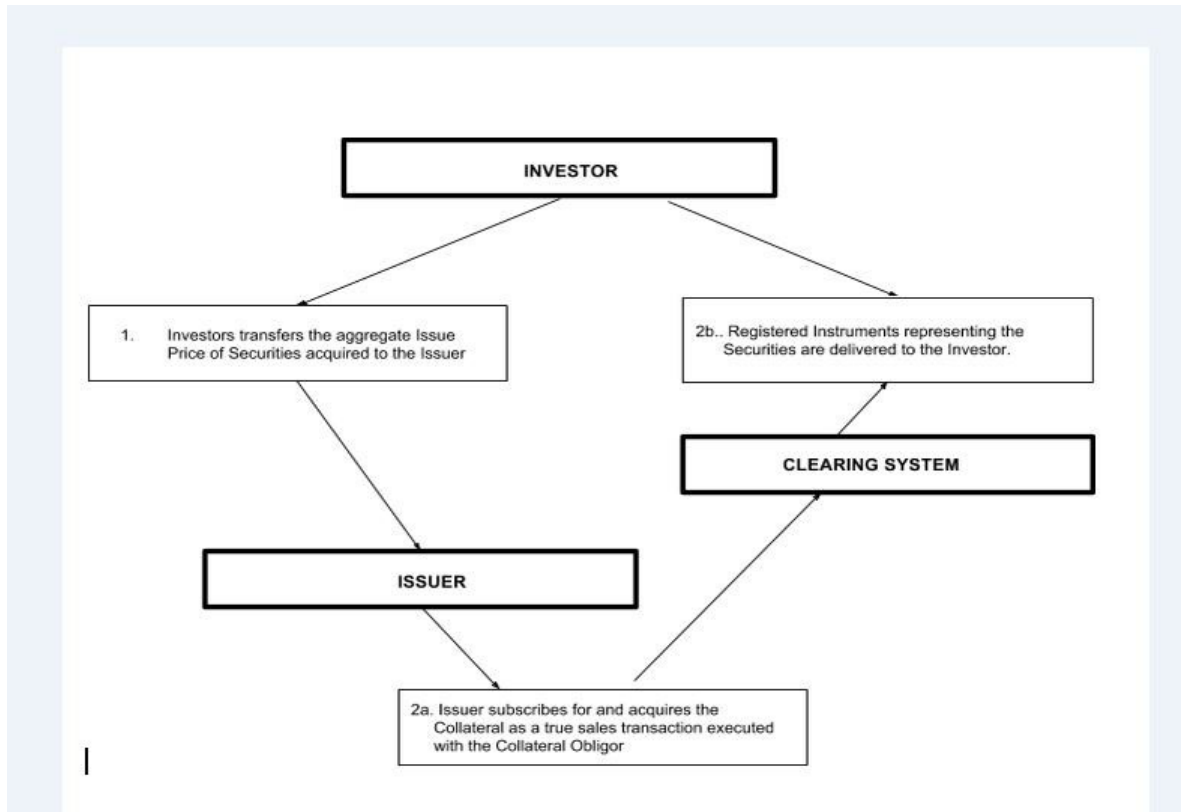 INVESTOR
1. Investors transfers the aggregate Issue
Price of Securities acquired to the Issuer
2b.. Registered Instruments representing the
Securities are delivered to the Investor.
CLEARING SYSTEM
ISSUER
2a. Issuer subscribes for and acquires the
Collateral as a true sales transaction executed
with the Collateral Obligor